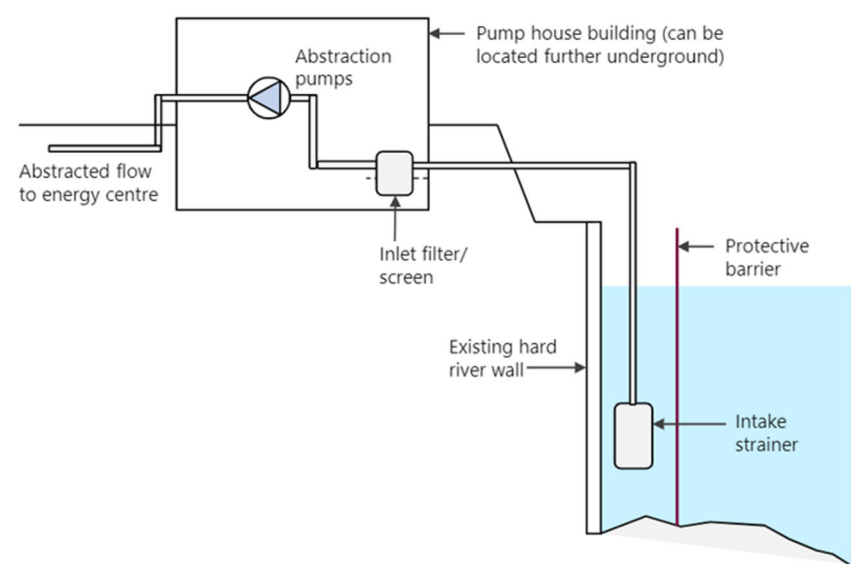 Pump house building (can be
located further underground)
Abstraction
pumps
Abstracted flow
to energy centre
Inlet filter/
screen
Protective
barrier
Existing hard
river wall
Intake
strainer